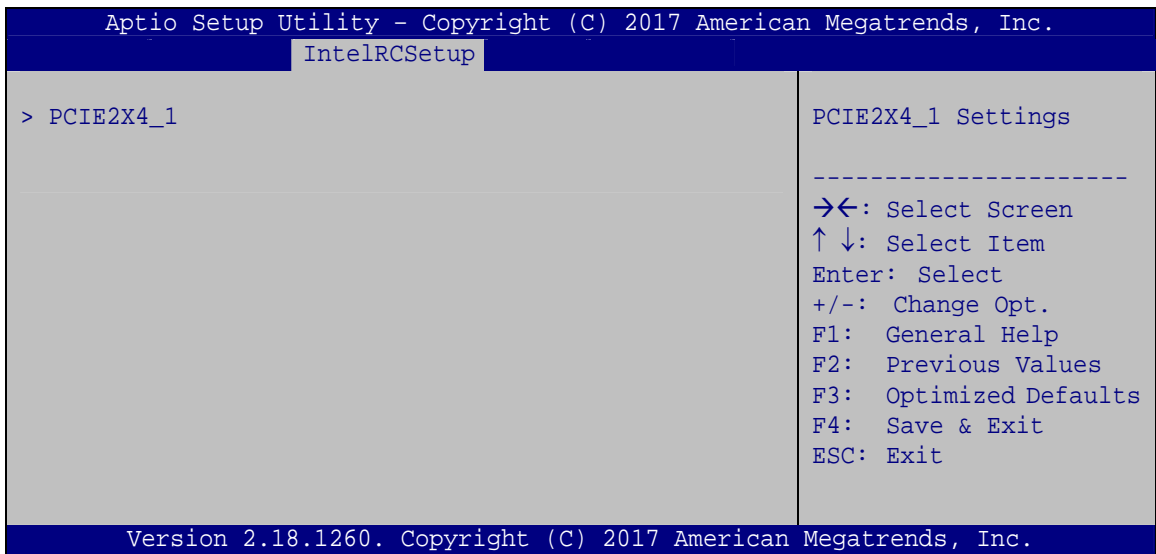 Aptio Setup Utility – Copyright (C) 2017 American Megatrends, Inc.
IntelRCSetup
> PCIE2X4_1
PCIE2X4_1 Settings
----------------------
→←: Select Screen
↑ ↓: Select Item
Enter: Select
+/-: Change Opt.
F1: General Help
F2: Previous Values
F3: Optimized Defaults
F4: Save & Exit
ESC: Exit
Version 2.18.1260. Copyright (C) 2017 American Megatrends, Inc.